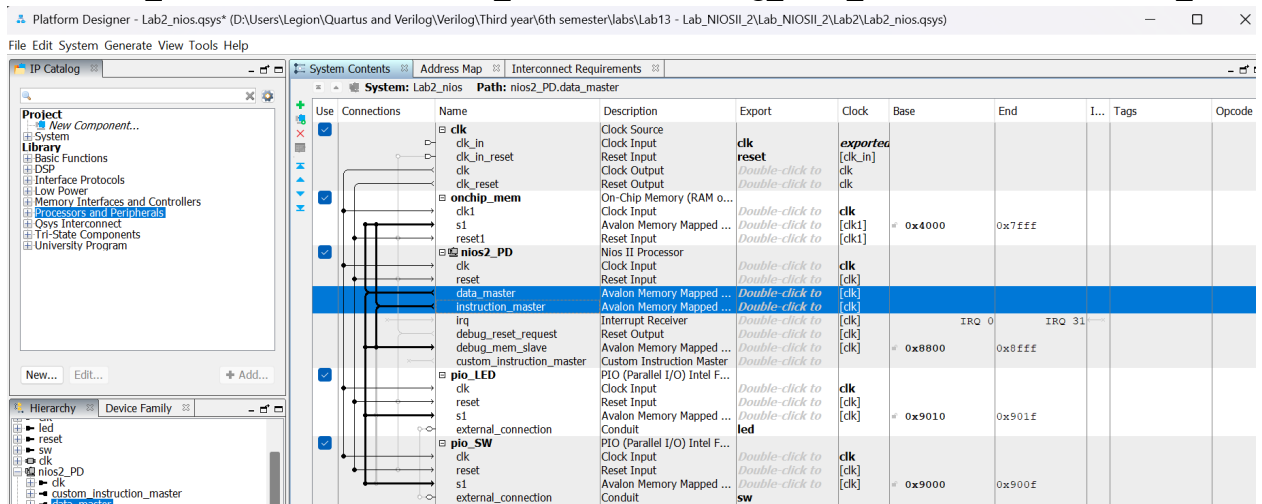 Platform Designer - Lab2_nios.qsys* (D:\Users\Legion\Quartus and Verilog\Verilog\Third year\6th semester\labs\Lab13 - Lab_NIOSII_2\Lab_NIOSII_2\Lab2\Lab2_nios.qsys)
File Edit System Generate View Tools Help
IP Catalog
Project
New Component...
System
Library
Basic Functions
DSP
Interface Protocols
Low Power
Memory Interfaces and Controllers
Processors and Peripherals
Qsys Interconnect
Tri-State Components
University Program
New... Edit... Add...
Hierarchy Device Family
led
reset
sw
clk
nios2_PD
clk
custom_instruction_master
data_master
System Contents Address Map Interconnect Requirements
System: Lab2_nios Path: nios2_PD.data_master
Use Connections Name Description Export Clock Base End I... Tags Opcode
clk Clock Source
clk_in Clock Input clk exported
clk_in_reset Reset Input reset [clk_in]
clk Clock Output Double-click to clk
clk_reset Reset Output Double-click to clk
onchip_mem On-Chip Memory (RAM o...
clk1 Clock Input Double-click to clk
s1 Avalon Memory Mapped ... Double-click to [clk1] 0x4000 0x7fff
reset1 Reset Input Double-click to [clk1]
nios2_PD Nios II Processor
clk Clock Input Double-click to clk
reset Reset Input Double-click to [clk]
data_master Avalon Memory Mapped ... Double-click to [clk]
instruction_master Avalon Memory Mapped ... Double-click to [clk]
irq Interrupt Receiver Double-click to [clk] IRQ 0 IRQ 31
debug_reset_request Reset Output Double-click to [clk]
debug_mem_slave Avalon Memory Mapped ... Double-click to [clk] 0x8800 0x8fff
custom_instruction_master Custom Instruction Master Double-click to
pio_LED PIO (Parallel I/O) Intel F...
clk Clock Input Double-click to clk
reset Reset Input Double-click to [clk]
s1 Avalon Memory Mapped ... Double-click to [clk] 0x9010 0x901f
external_connection Conduit led
pio_SW PIO (Parallel I/O) Intel F...
clk Clock Input Double-click to clk
reset Reset Input Double-click to [clk]
s1 Avalon Memory Mapped ... Double-click to [clk] 0x9000 0x900f
external_connection Conduit sw